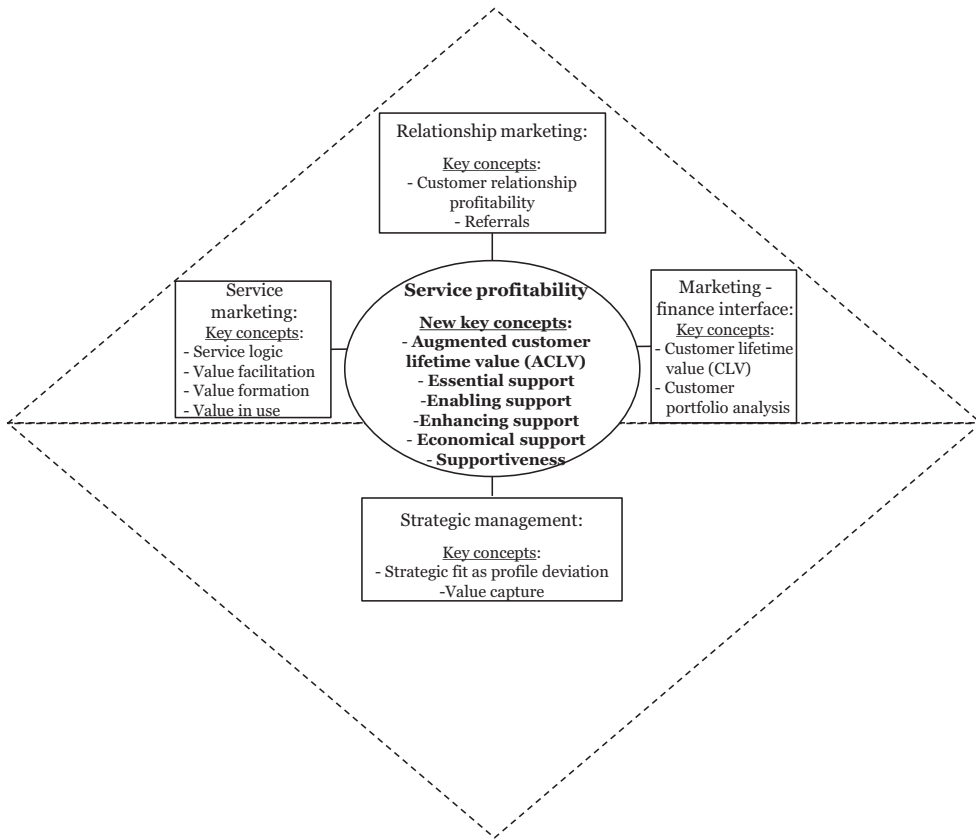 Relationship marketing:
Key concepts:
- Customer relationship
profitability
- Referrals
Service
marketing:
Key concepts:
- Service logic
- Value facilitation
- Value formation
- Value in use
Service profitability
New key concepts:
- Augmented customer
lifetime value (ACLV)
- Essential support
-Enabling support
-Enhancing support
- Economical support
- Supportiveness
Marketing -
finance interface:
Key concepts:
- Customer lifetime
value (CLV)
- Customer
portfolio analysis
Strategic management:
Key concepts:
- Strategic fit as profile deviation
-Value capture